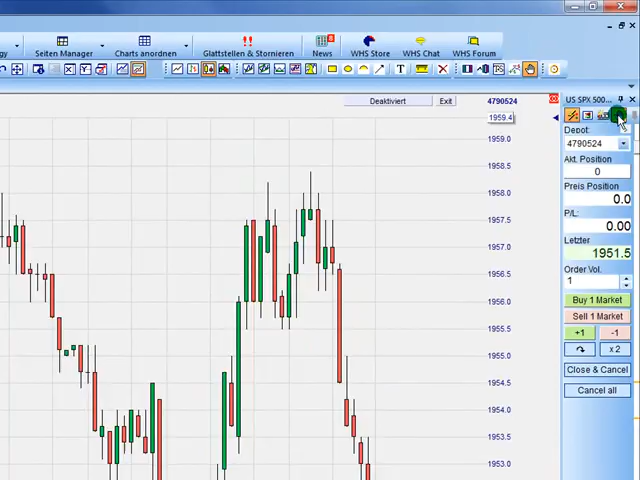 Seiten Manager
Charts anordnen
Glattstellen & Stornieren
News
WHS Store
WHS Chat
WHS Forum
Deaktiviert
Exit
4790524
1959.4
1959.0
1958.5
1958.0
1957.5
1957.0
1956.5
1956.0
1955.5
1955.0
1954.5
1954.0
1953.5
1953.0
US SPX 500...
Depot:
4790524
Akt. Position
0
Preis Position
0.0
P/L:
0.00
Letzter
1951.5
Order Vol.
1
Buy 1 Market
Sell 1 Market
+1
-1
x 2
Close & Cancel
Cancel all